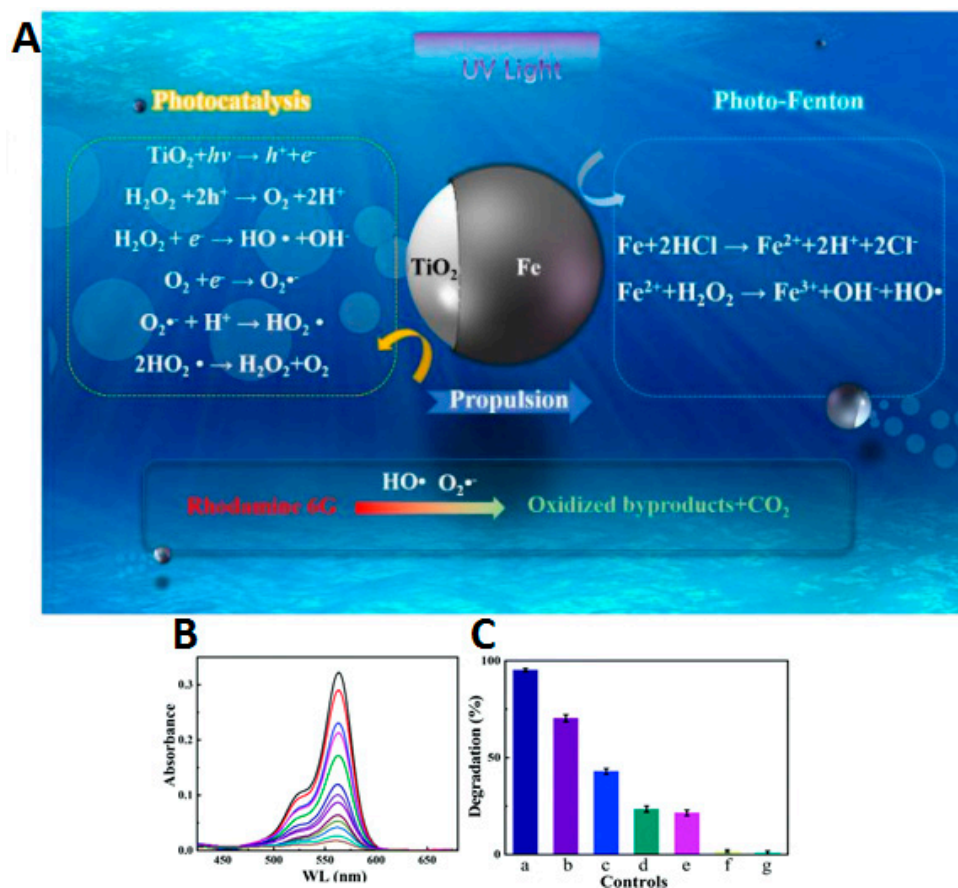 A
UV Light
Photocatalysis
Photo-Fenton
TiO₂+hν → h⁺+e⁻
H₂O₂ +2h⁺ → O₂ +2H⁺
H₂O₂ + e⁻ → HO • +OH⁻
O₂ +e⁻ → O₂•⁻
O₂•⁻ + H⁺ → HO₂ •
2HO₂ • → H₂O₂+O₂
TiO₂
Fe
Fe+2HCl → Fe²⁺+2H⁺+2Cl⁻
Fe²⁺+H₂O₂ → Fe³⁺+OH⁻+HO•
Propulsion
HO• O₂•⁻
Rhodamine 6G
Oxidized byproducts+CO₂
B
Absorbance
0.3
0.2
0.1
0.0
450 500 550 600 650
WL (nm)
C
Degradation (%)
100
50
0
a b c d e f g
Controls